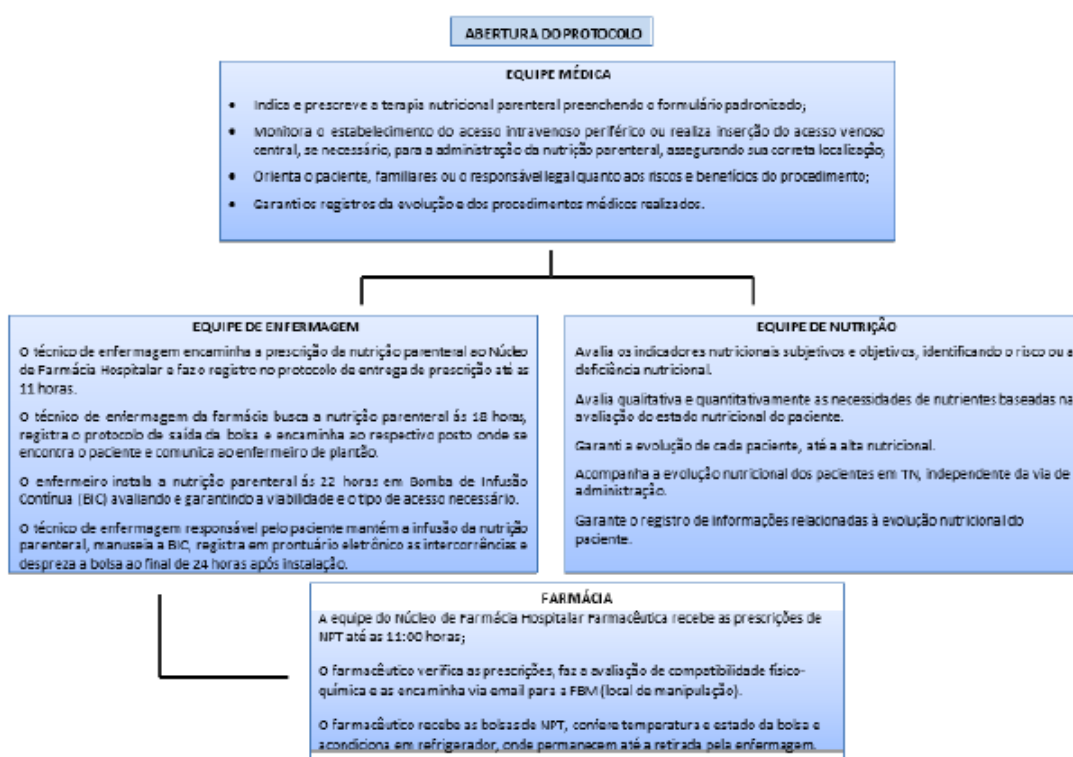 ABERTURA DO PROTOCOLO
EQUIPE MÉDICA
• Indica e prescreve a terapia nutricional parenteral preenchendo o formulário padronizado;
• Monitora o estabelecimento do acesso intravenoso periférico ou realiza inserção do acesso venoso
central, se necessário, para a administração da nutrição parenteral, assegurando sua correta localização;
• Orienta o paciente, familiares ou o responsável legal quanto aos riscos e benefícios do procedimento;
• Garanti os registros da evolução e dos procedimentos médicos realizados.
EQUIPE DE ENFERMAGEM
O técnico de enfermagem encaminha a prescrição da nutrição parenteral ao Núcleo
de Farmácia Hospitalar e faz o registro no protocolo de entrega de prescrição até as
11 horas.
O técnico de enfermagem da farmácia busca a nutrição parenteral ás 18 horas,
registra o protocolo de saída da bolsa e encaminha ao respectivo posto onde se
encontra o paciente e comunica ao enfermeiro de plantão.
O enfermeiro instala a nutrição parenteral ás 22 horas em Bomba de Infusão
Contínua (BIC) avaliando e garantindo a viabilidade e o tipo de acesso necessário.
O técnico de enfermagem responsável pelo paciente mantém a infusão da nutrição
parenteral, manuseia a BIC, registra em prontuário eletrônico as intercorrências e
despreza a bolsa ao final de 24 horas após instalação.
EQUIPE DE NUTRIÇÃO
Avalia os indicadores nutricionais subjetivos e objetivos, identificando o risco ou a
deficiência nutricional.
Avalia qualitativa e quantitativamente as necessidades de nutrientes baseadas na
avaliação do estado nutricional do paciente.
Garanti a evolução de cada paciente, até a alta nutricional.
Acompanha a evolução nutricional dos pacientes em TN, independente da via de
administração.
Garante o registro de informações relacionadas à evolução nutricional do
paciente.
FARMÁCIA
A equipe do Núcleo de Farmácia Hospitalar Farmacêutica recebe as prescrições de
NPT até as 11:00 horas;
O farmacêutico verifica as prescrições, faz a avaliação de compatibilidade físico-
química e as encaminha via email para a FBM (local de manipulação).
O farmacêutico recebe as bolsas de NPT, confere temperatura e estado da bolsa e
acondiciona em refrigerador, onde permanecem até a retirada pela enfermagem.